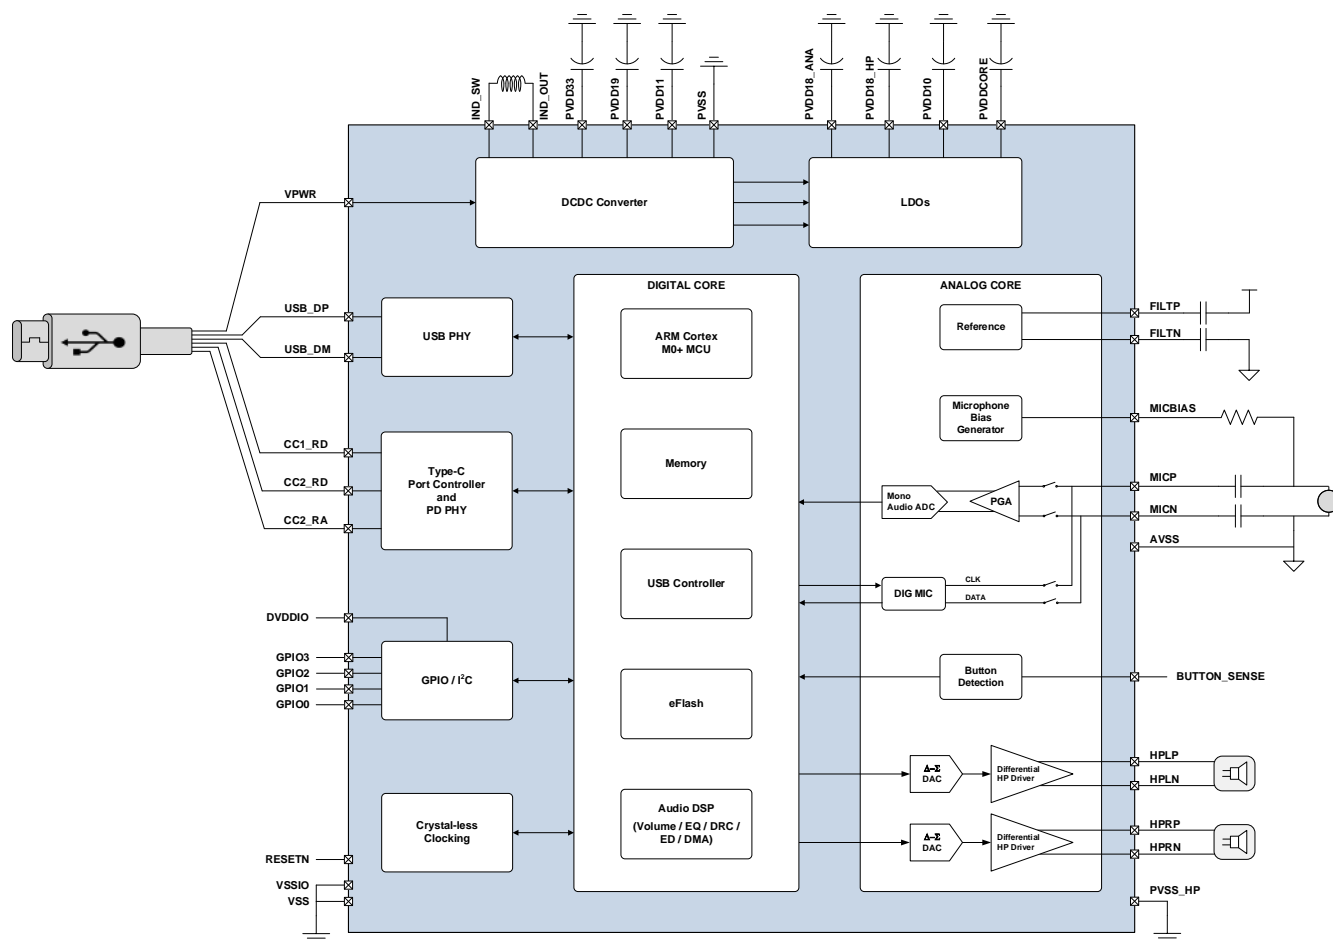 IND_SW
IND_OUT
PVDD33
PVDD19
PVDD11
PVSS
PVDD18_ANA
PVDD18_HP
PVDD10
PVDDCORE
VPWR
DCDC Converter
LDOs
DIGITAL CORE
ANALOG CORE
USB_DP
USB_DM
USB PHY
ARM Cortex
M0+ MCU
Reference
FILTP
FILTN
Microphone
Bias
Generator
MICBIAS
CC1_RD
CC2_RD
CC2_RA
Type-C
Port Controller
and
PD PHY
Memory
Mono
Audio ADC
PGA
MICP
MICN
AVSS
USB Controller
DIG MIC
CLK
DATA
DVDDIO
GPIO3
GPIO2
GPIO1
GPIO0
GPIO / I²C
eFlash
Button
Detection
BUTTON_SENSE
Crystal-less
Clocking
Audio DSP
(Volume / EQ / DRC /
ED / DMA)
Δ–Σ
DAC
Differential
HP Driver
HPLP
HPLN
Δ–Σ
DAC
Differential
HP Driver
HPRP
HPRN
RESETN
VSSIO
VSS
PVSS_HP